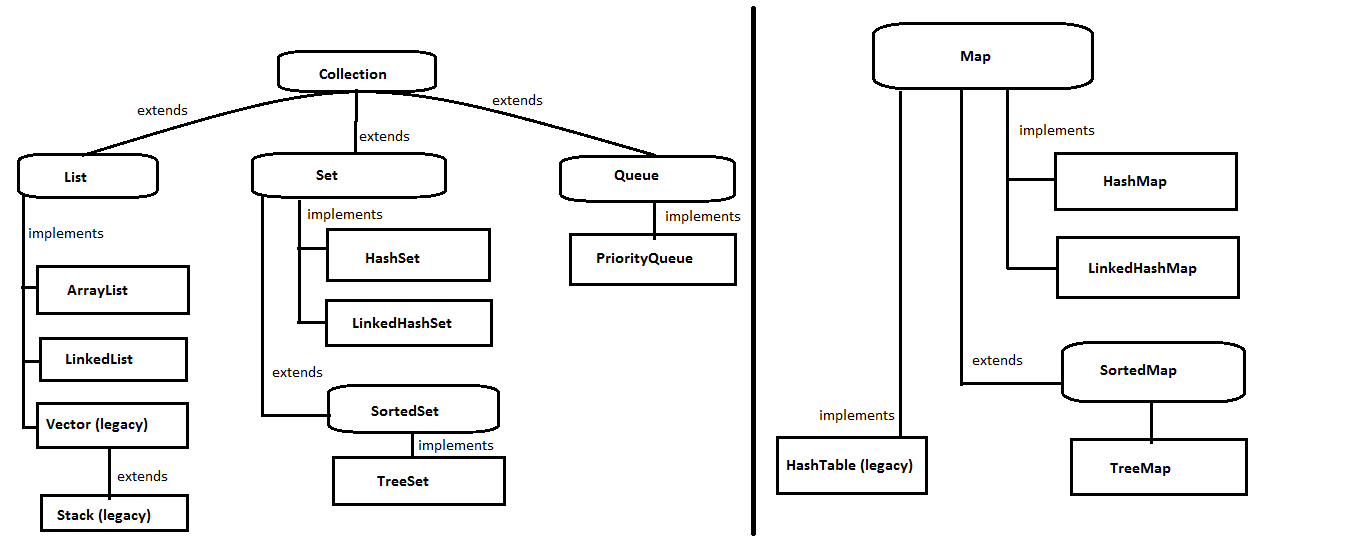 Collection
extends
extends
extends
List
Set
Queue
implements
implements
implements
HashSet
PriorityQueue
ArrayList
LinkedHashSet
LinkedList
extends
SortedSet
Vector (legacy)
implements
extends
TreeSet
Stack (legacy)
Map
implements
HashMap
LinkedHashMap
extends
SortedMap
implements
HashTable (legacy)
TreeMap